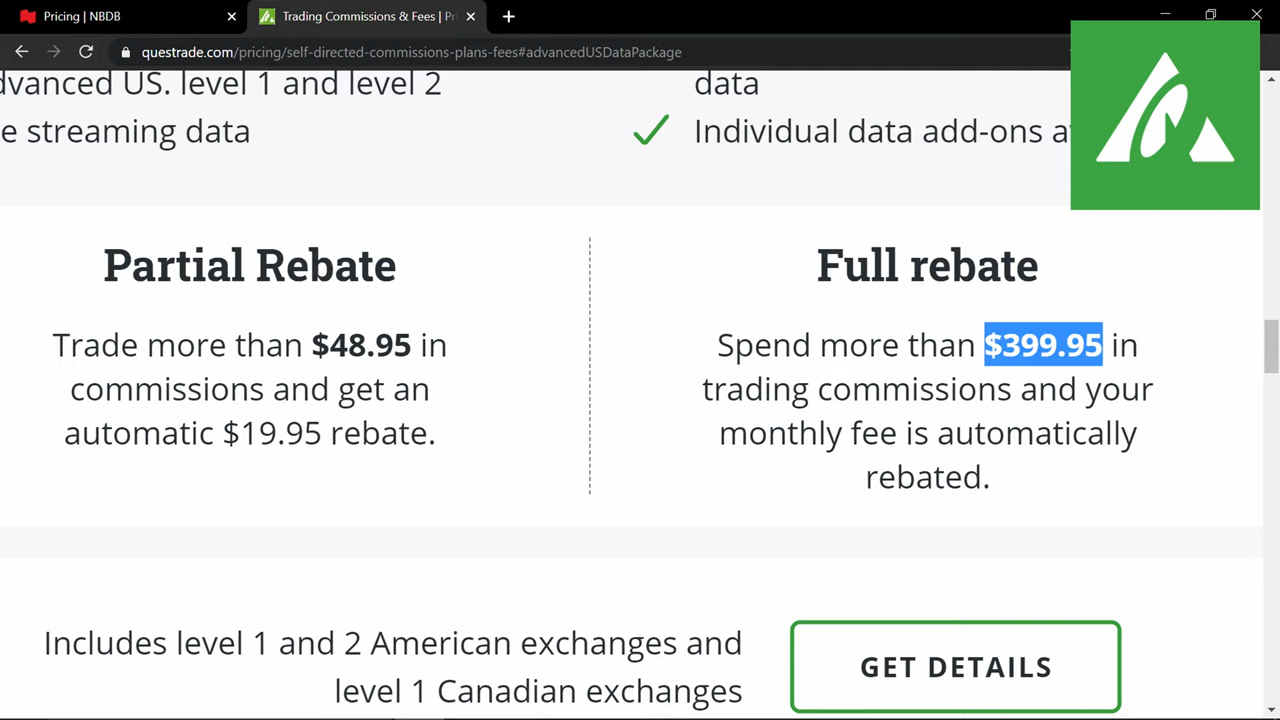 Pricing | NBDB
Trading Commissions & Fees | Pri
questrade.com/pricing/self-directed-commissions-plans-fees#advancedUSDataPackage
dvanced US. level 1 and level 2
e streaming data
data
Individual data add-ons a
Partial Rebate
Trade more than $48.95 in
commissions and get an
automatic $19.95 rebate.
Full rebate
Spend more than $399.95 in
trading commissions and your
monthly fee is automatically
rebated.
Includes level 1 and 2 American exchanges and
level 1 Canadian exchanges
GET DETAILS